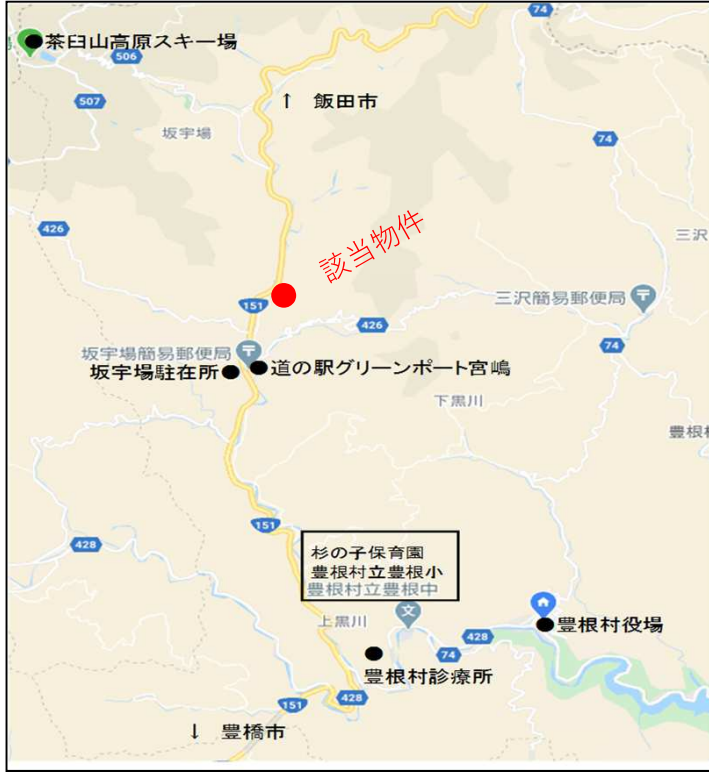 74
茶臼山高原スキー場
506
507
↑ 飯田市
坂宇場
74
426
該当物件
三沢
151
三沢簡易郵便局
426
坂宇場簡易郵便局
道の駅グリーンポート宮嶋
坂宇場駐在所
74
下黒川
豊根村
151
428
杉の子保育園
豊根村立豊根小
豊根村立豊根中
上黒川
文
豊根村役場
428
74
豊根村診療所
428
151
↓ 豊橋市